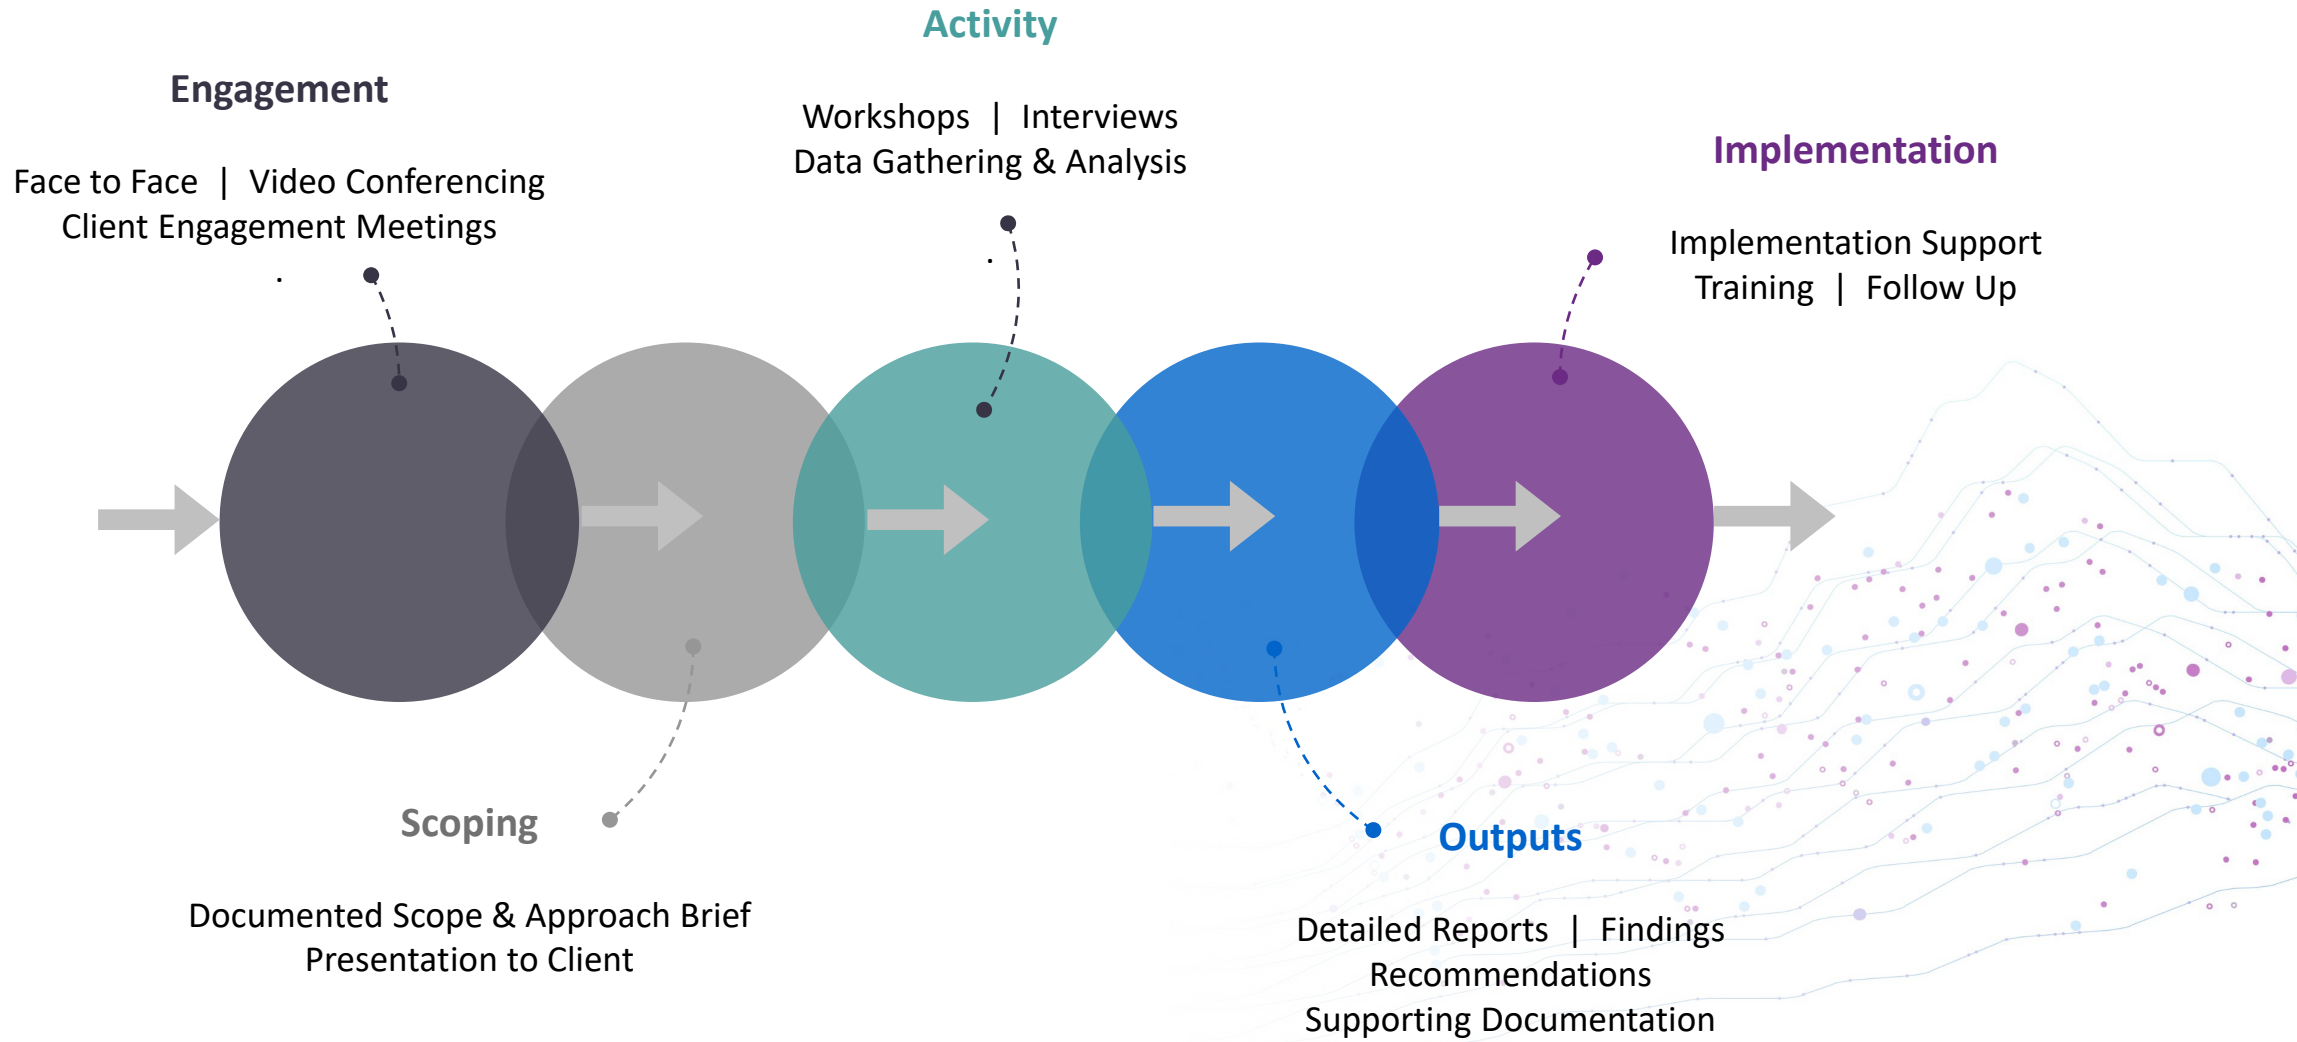 Engagement
Face to Face | Video Conferencing
Client Engagement Meetings
.
Scoping
Documented Scope & Approach Brief
Presentation to Client
Activity
Workshops | Interviews
Data Gathering & Analysis
.
Outputs
Detailed Reports | Findings
Recommendations
Supporting Documentation
Implementation
Implementation Support
Training | Follow Up